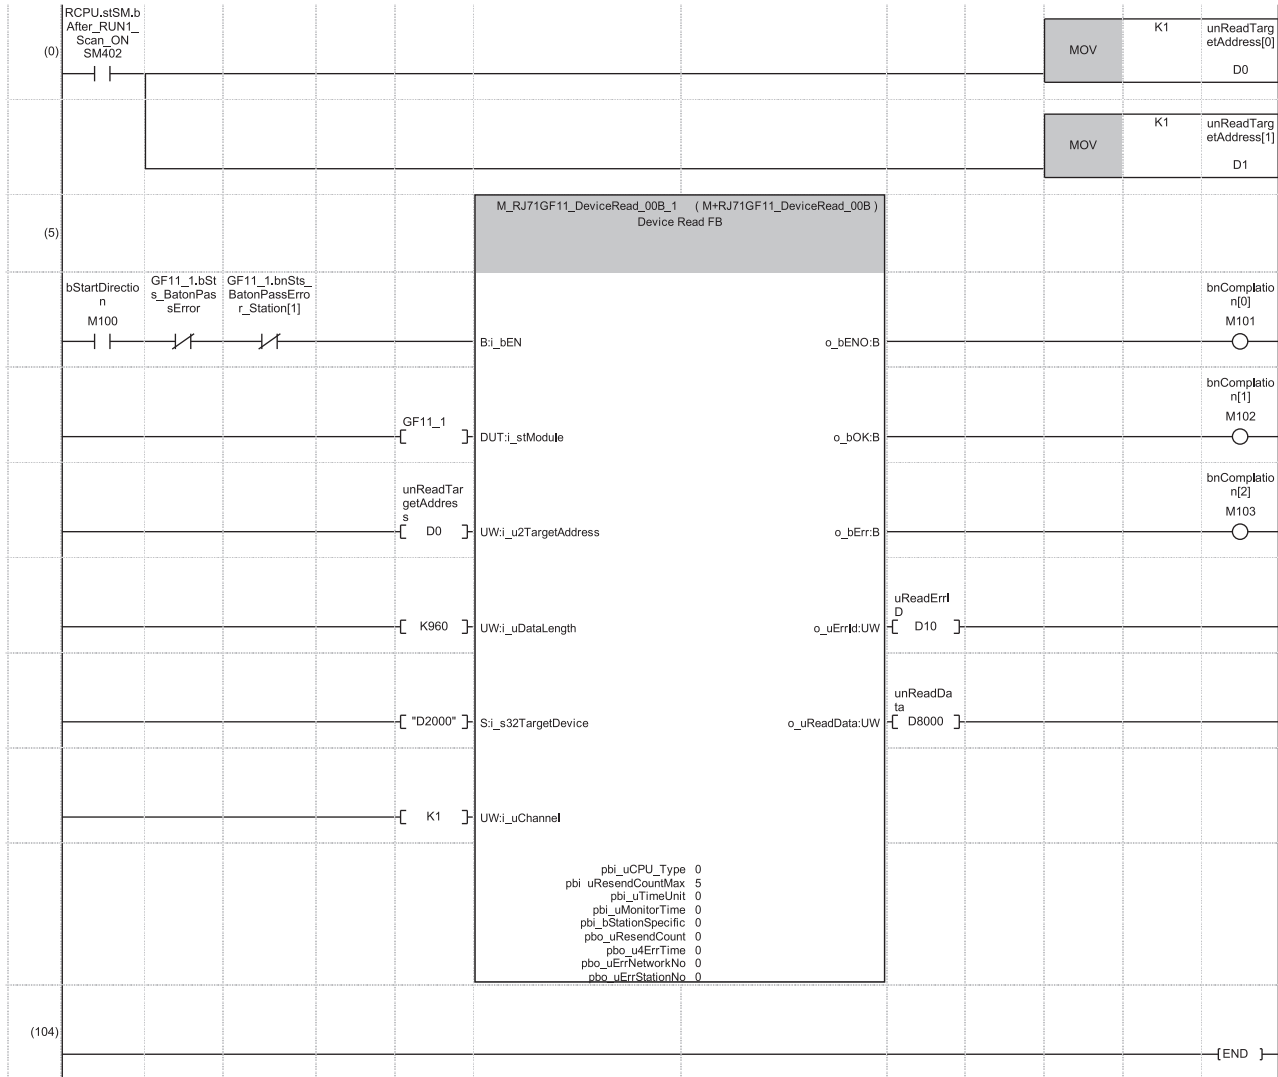 RCPU.stSM.b
After_RUN1_
Scan_ON
(0)
SM402
MOV
K1
unReadTarg
etAddress[0]
D0
MOV
K1
unReadTarg
etAddress[1]
D1
(5)
M_RJ71GF11_DeviceRead_00B_1 ( M+RJ71GF11_DeviceRead_00B )
Device Read FB
bStartDirectio
n
M100
GF11_1.bSt
s_BatonPas
sError
GF11_1.bnSts_
BatonPassErro
r_Station[1]
B:i_bEN
o_bENO:B
bnComplatio
n[0]
M101
GF11_1
DUT:i_stModule
o_bOK:B
bnComplatio
n[1]
M102
unReadTar
getAddres
s
D0
UW:i_u2TargetAddress
o_bErr:B
bnComplatio
n[2]
M103
K960
UW:i_uDataLength
o_uErrId:UW
uReadErrI
D
D10
"D2000"
S:i_s32TargetDevice
o_uReadData:UW
unReadDa
ta
D8000
K1
UW:i_uChannel
pbi_uCPU_Type 0
pbi_uResendCountMax 5
pbi_uTimeUnit 0
pbi_uMonitorTime 0
pbi_bStationSpecific 0
pbo_uResendCount 0
pbo_u4ErrTime 0
pbo_uErrNetworkNo 0
pbo_uErrStationNo 0
(104)
END